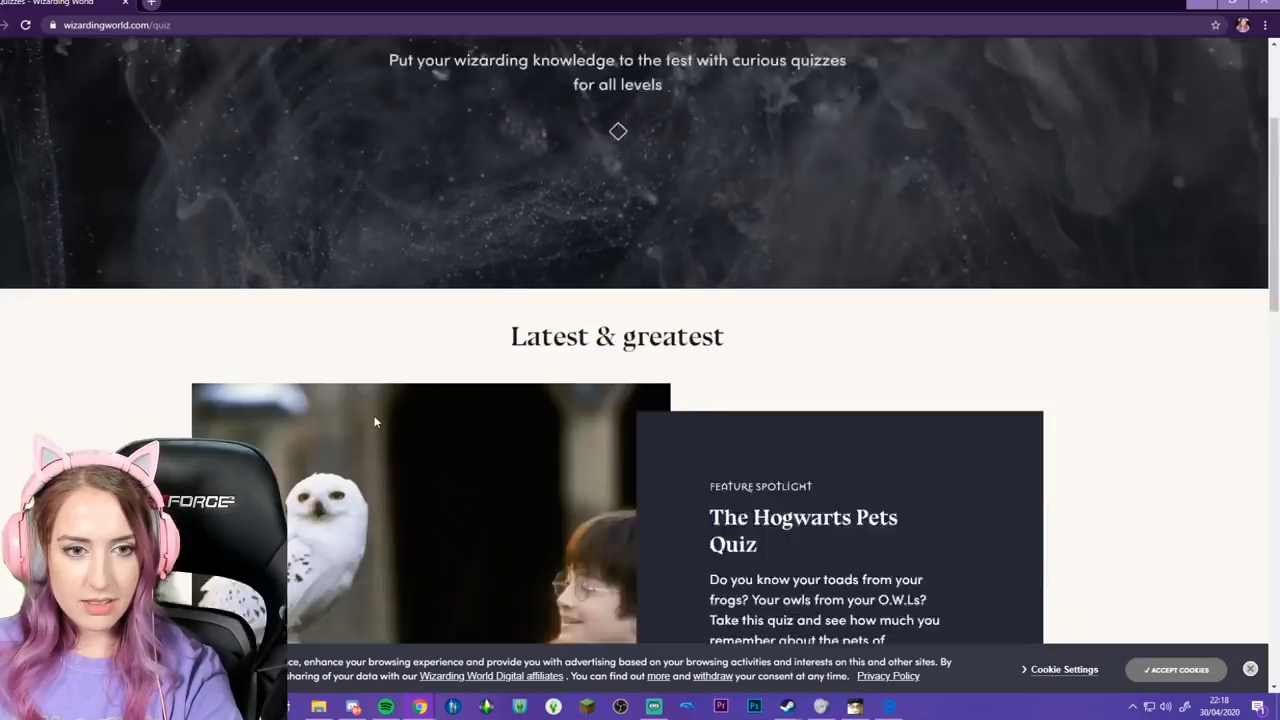 Quizzes - Wizarding World
wizardingworld.com/quiz
Put your wizarding knowledge to the test with curious quizzes
for all levels
Latest & greatest
FEATURE SPOTLIGHT
The Hogwarts Pets
Quiz
Do you know your toads from your
frogs? Your owls from your O.W.Ls?
Take this quiz and see how much you
remember about the pets of
FORCE
enhance your browsing experience and provide you with advertising based on your browsing activities and interests on this and other sites. By
sharing of your data with our Wizarding World Digital affiliates . You can find out more and withdraw your consent at any time. Privacy Policy
Cookie Settings
✓ ACCEPT COOKIES
22:18
30/04/2020